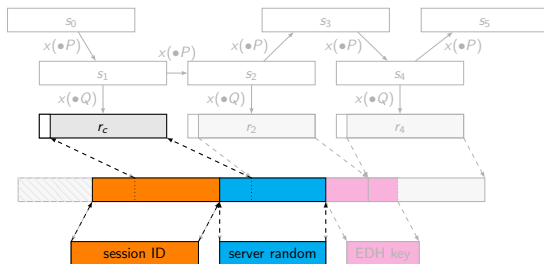 s0 s3 s5
x(•P) x(•P) x(•P) x(•P)
s1 x(•P) s2 s4
x(•Q) x(•Q) x(•Q)
rc r2 r4
session ID server random EDH key